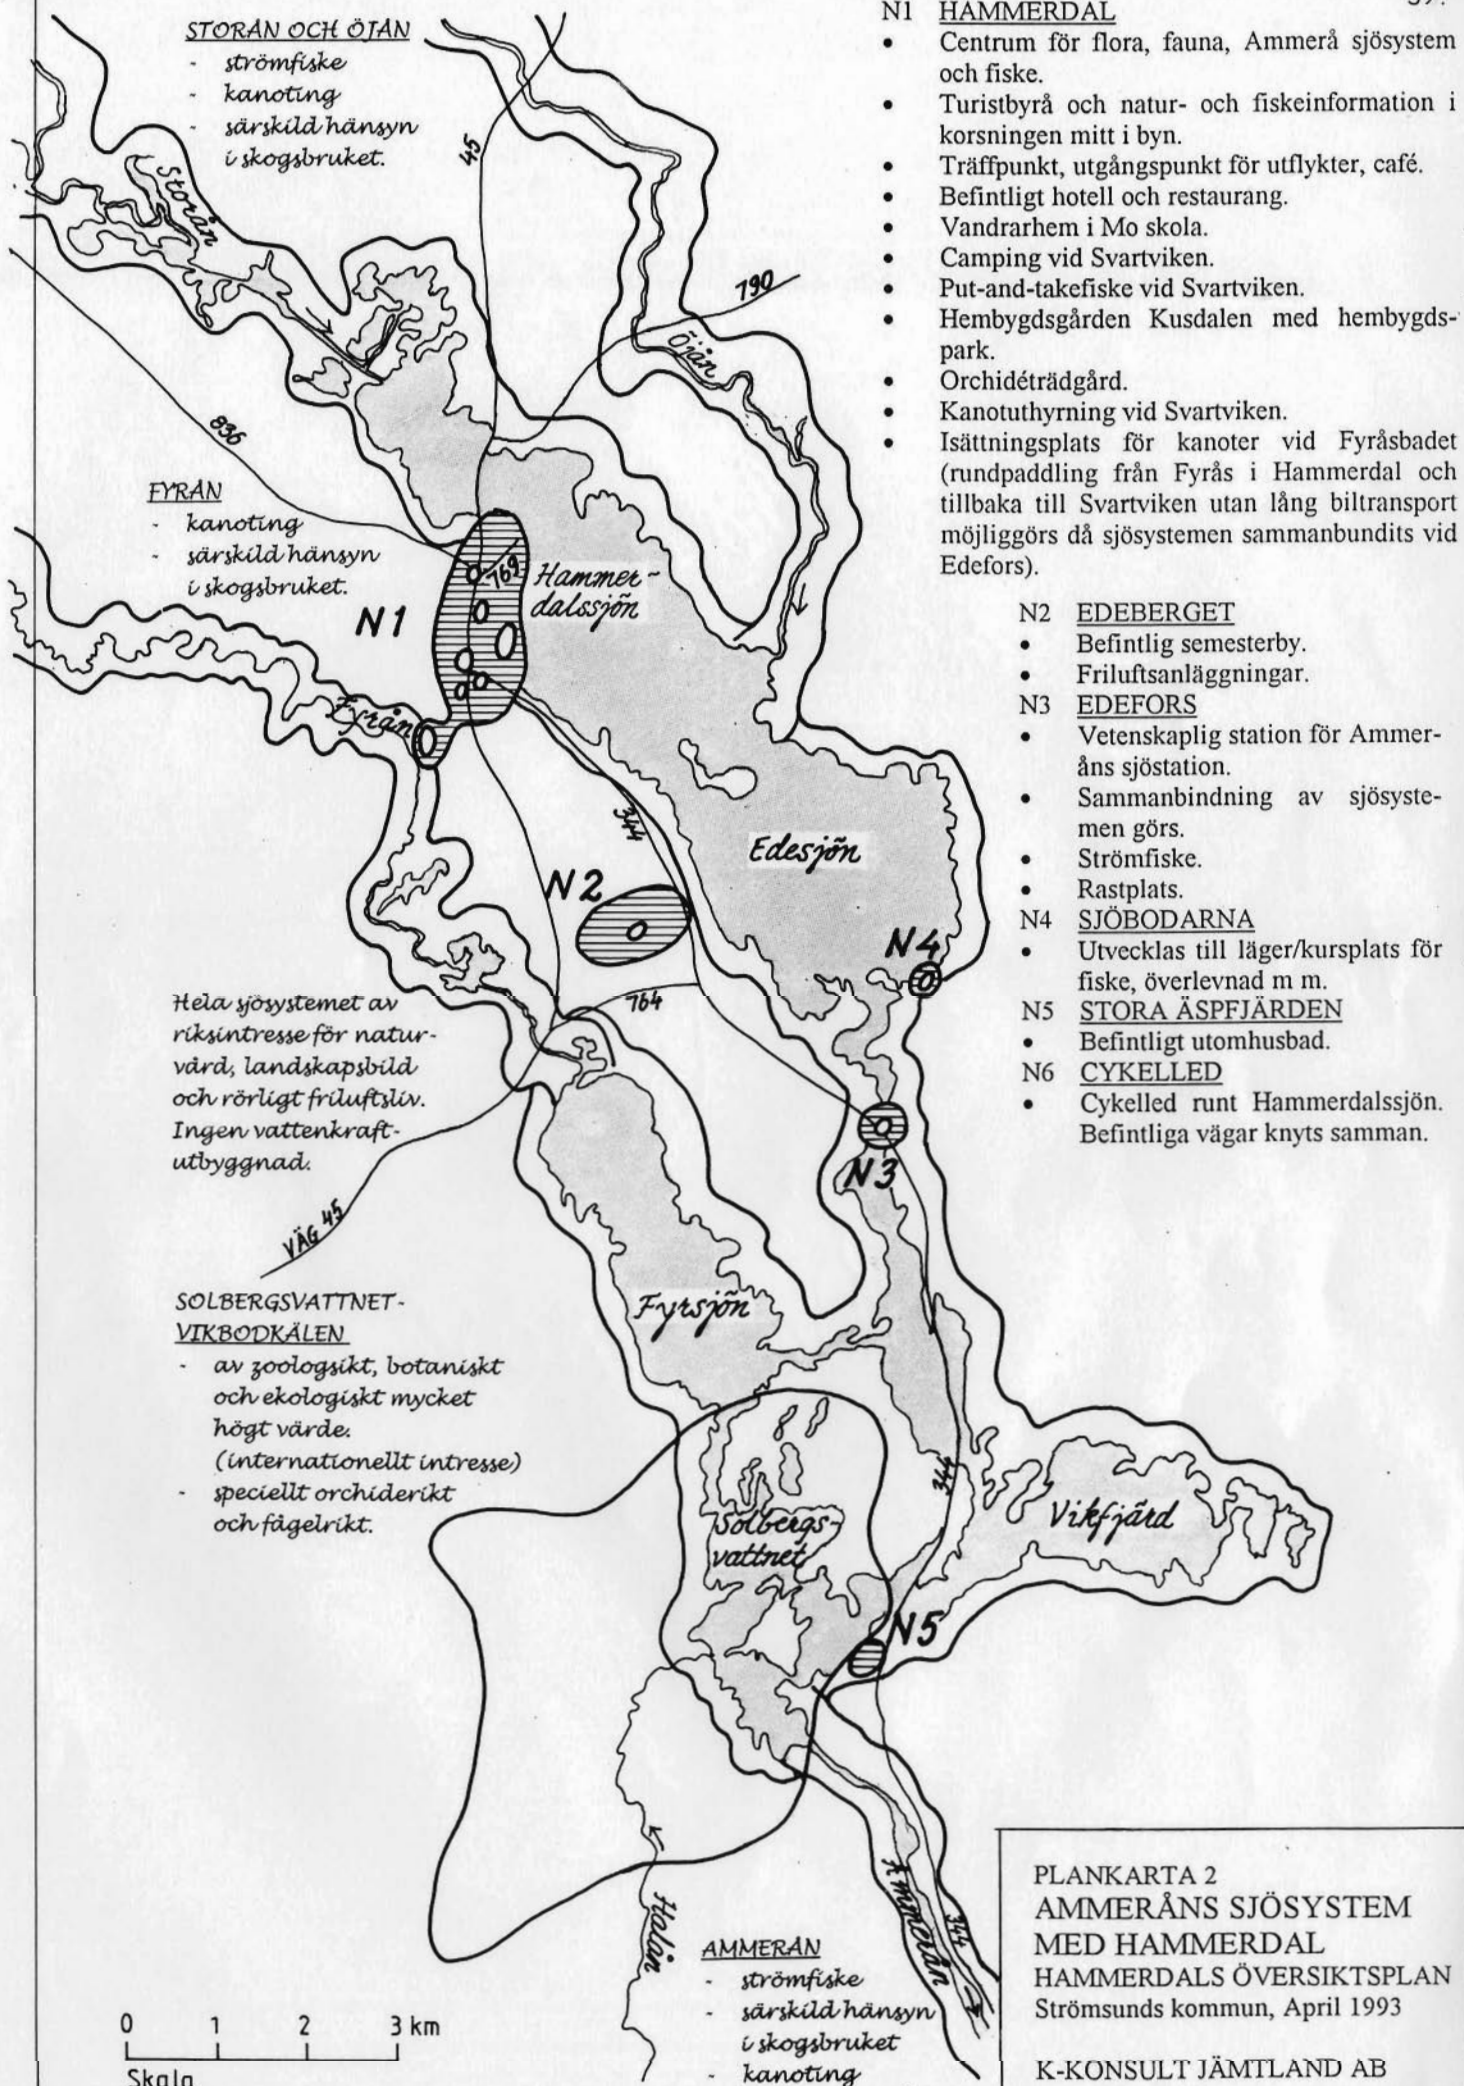 STORÅN OCH ÖJÅN
- strömfiske
- kanoting
- särskild hänsyn
i skogsbruket.
Storån
45
790
Öjån
836
FYRÅN
- kanoting
- särskild hänsyn
i skogsbruket.
N1
769
Hammer-
dalssjön
Fyrån
344
Edesjön
N2
N4
764
Hela sjösystemet av
riksintresse för natur-
vård, landskapsbild
och rörligt friluftsliv.
Ingen vattenkraft-
utbyggnad.
N3
VÄG 45
SOLBERGSVATTNET-
VIKBODKÄLEN
- av zoologsikt, botaniskt
och ekologiskt mycket
högt värde.
(internationellt intresse)
- speciellt orchiderikt
och fågelrikt.
Fyrsjön
344
Solbergs-
vattnet
Vikfjärd
N5
Halån
Ammerån
344
AMMERÅN
- strömfiske
- särskild hänsyn
i skogsbruket
- kanoting
0 1 2 3 km
Skala
N1 HAMMERDAL
• Centrum för flora, fauna, Ammerå sjösystem
och fiske.
• Turistbyrå och natur- och fiskeinformation i
korsningen mitt i byn.
• Träffpunkt, utgångspunkt för utflykter, café.
• Befintligt hotell och restaurang.
• Vandrarhem i Mo skola.
• Camping vid Svartviken.
• Put-and-takefiske vid Svartviken.
• Hembygdsgården Kusdalen med hembygds-
park.
• Orchidéträdgård.
• Kanotuthyrning vid Svartviken.
• Isättningsplats för kanoter vid Fyråsbadet
(rundpaddling från Fyrås i Hammerdal och
tillbaka till Svartviken utan lång biltransport
möjliggörs då sjösystemen sammanbundits vid
Edefors).
N2 EDEBERGET
• Befintlig semesterby.
• Friluftsanläggningar.
N3 EDEFORS
• Vetenskaplig station för Ammer-
åns sjöstation.
• Sammanbindning av sjösyste-
men görs.
• Strömfiske.
• Rastplats.
N4 SJÖBODARNA
• Utvecklas till läger/kursplats för
fiske, överlevnad m m.
N5 STORA ÄSPFJÄRDEN
• Befintligt utomhusbad.
N6 CYKELLED
• Cykelled runt Hammerdalssjön.
Befintliga vägar knyts samman.
PLANKARTA 2
AMMERÅNS SJÖSYSTEM
MED HAMMERDAL
HAMMERDALS ÖVERSIKTSPLAN
Strömsunds kommun, April 1993
K-KONSULT JÄMTLAND AB